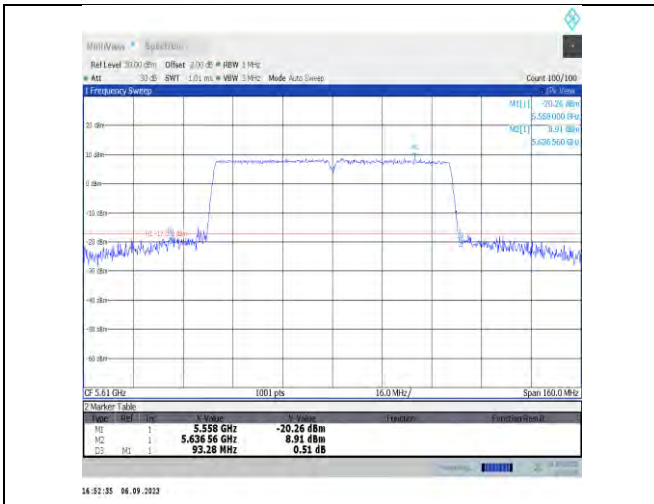 MultiView Spectrum
Ref Level 30.00 dBm Offset 2.00 dB RBW 1 MHz
Att 30 dB SWT 1.01 ms VBW 3 MHz Mode Auto Sweep Count 100/100
1 Frequency Sweep 1Pk View
M1[1] -20.26 dBm
5.558000 GHz
M2[1] 8.91 dBm
5.636560 GHz
20 dBm
10 dBm
0 dBm
-10 dBm
-20 dBm
-30 dBm
-40 dBm
-50 dBm
-60 dBm
CF 5.61 GHz 1001 pts 16.0 MHz/ Span 160.0 MHz
2 Marker Table
Type Ref Trc X-Value Y-Value Function Function Result
M1 1 5.558 GHz -20.26 dBm
M2 1 5.636 56 GHz 8.91 dBm
D3 M1 1 93.28 MHz 0.51 dB
16:52:35 06.09.2023